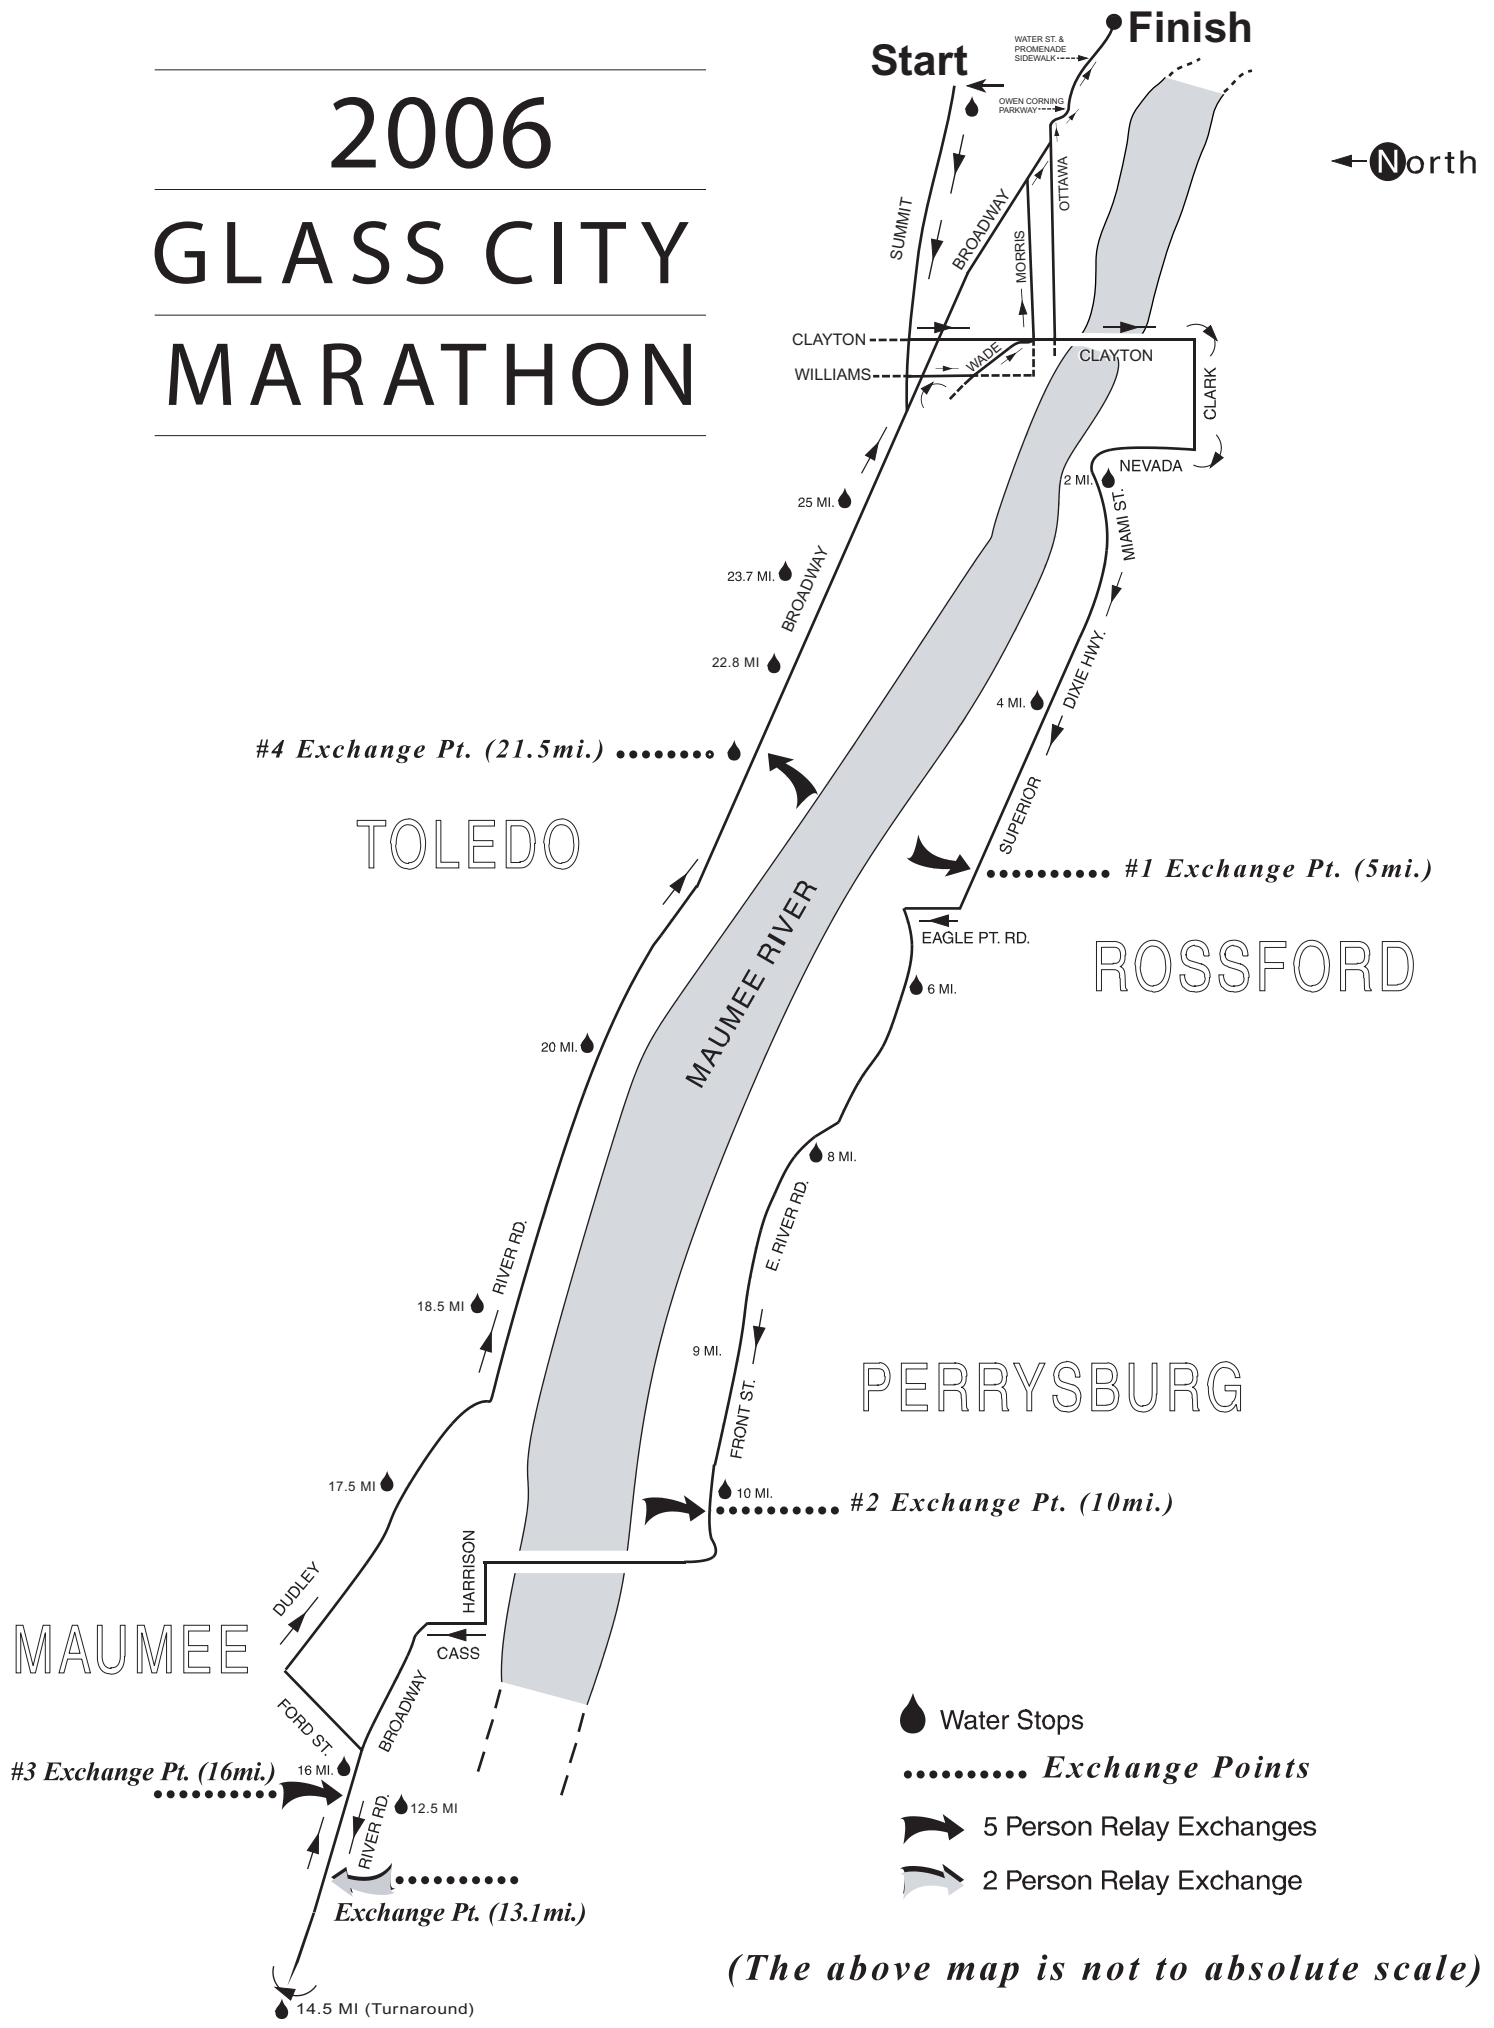 2006
GLASS CITY
MARATHON
Finish
Start
WATER ST. &
PROMENADE
SIDEWALK
OWEN CORNING
PARKWAY
North
SUMMIT
BROADWAY
MORRIS
OTTAWA
CLAYTON
WADE
CLAYTON
WILLIAMS
CLARK
NEVADA
2 MI.
MIAMI ST.
25 MI.
23.7 MI.
BROADWAY
22.8 MI
4 MI.
DIXIE HWY.
#4 Exchange Pt. (21.5mi.)
SUPERIOR
TOLEDO
#1 Exchange Pt. (5mi.)
MAUMEE RIVER
EAGLE PT. RD.
ROSSFORD
6 MI.
20 MI.
8 MI.
E. RIVER RD.
RIVER RD.
18.5 MI
9 MI.
PERRYSBURG
FRONT ST.
17.5 MI
10 MI.
#2 Exchange Pt. (10mi.)
HARRISON
DUDLEY
MAUMEE
CASS
FORD ST.
BROADWAY
#3 Exchange Pt. (16mi.)
16 MI.
12.5 MI
RIVER RD.
Exchange Pt. (13.1mi.)
14.5 MI (Turnaround)
Water Stops
Exchange Points
5 Person Relay Exchanges
2 Person Relay Exchange
(The above map is not to absolute scale)